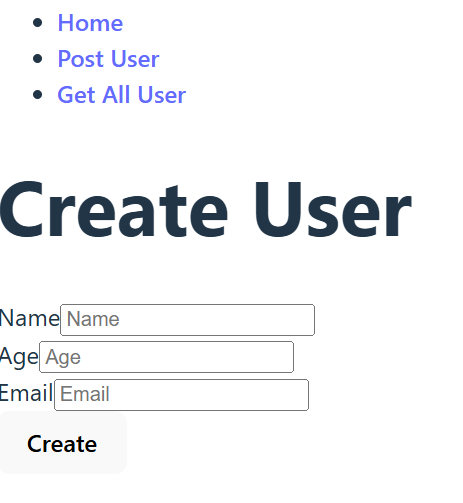 Home
Post User
Get All User
Create User
Name Name
Age Age
Email Email
Create